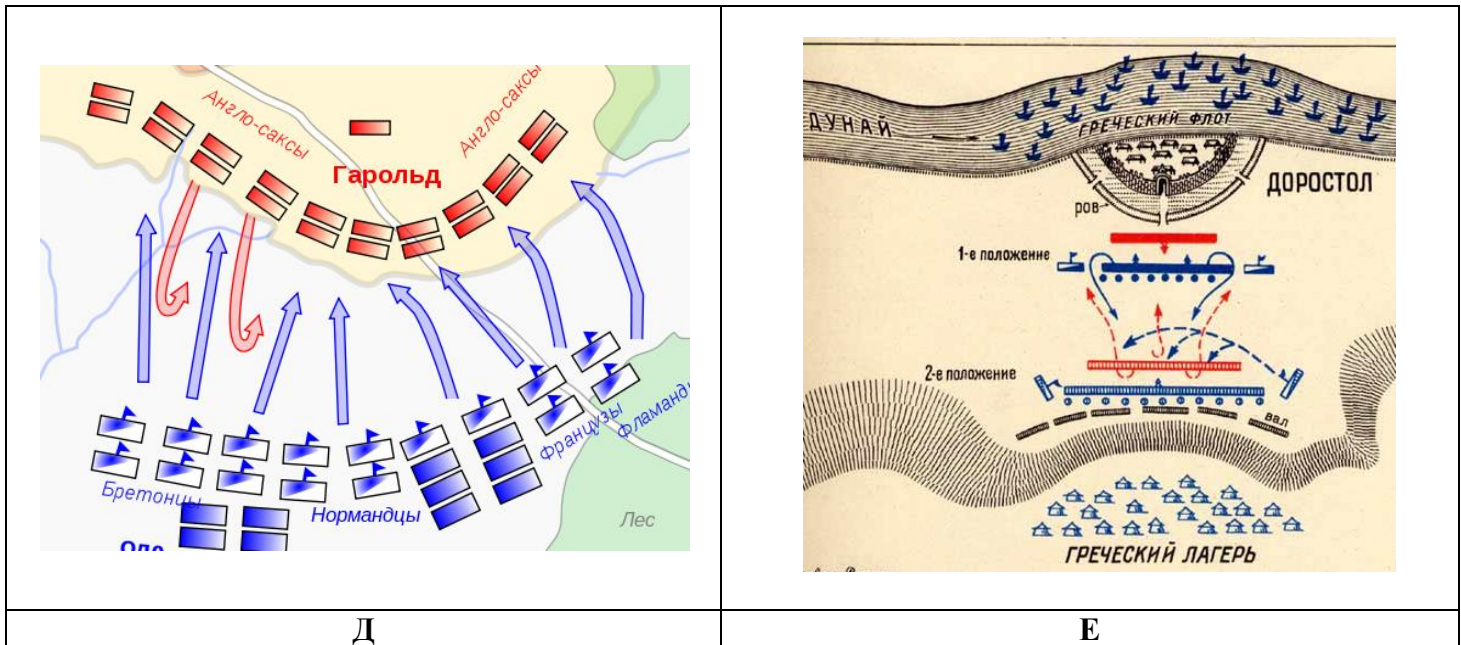 Англо-саксы
Англо-саксы
Гарольд
Бретонцы
Нормандцы
Французы
Лес
ДУНАЙ
ГРЕЧЕСКИЙ ФЛОТ
ДОРОСТОЛ
ров
1-е положение
2-е положение
вал
ГРЕЧЕСКИЙ ЛАГЕРЬ
Д
Е